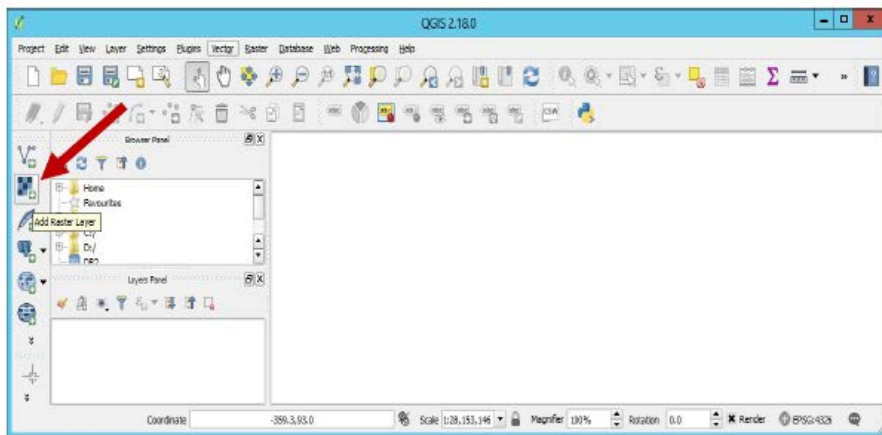 QGIS 2.18.0
Project Edit View Layer Settings Plugins Vector Raster Database Web Processing Help
Browser Panel
Home
Favourites
Add Raster Layer
D:/
Layers Panel
Coordinate -359.3,93.0 Scale 1:28,153,146 Magnifier 100% Rotation 0.0 Render EPSG:4326